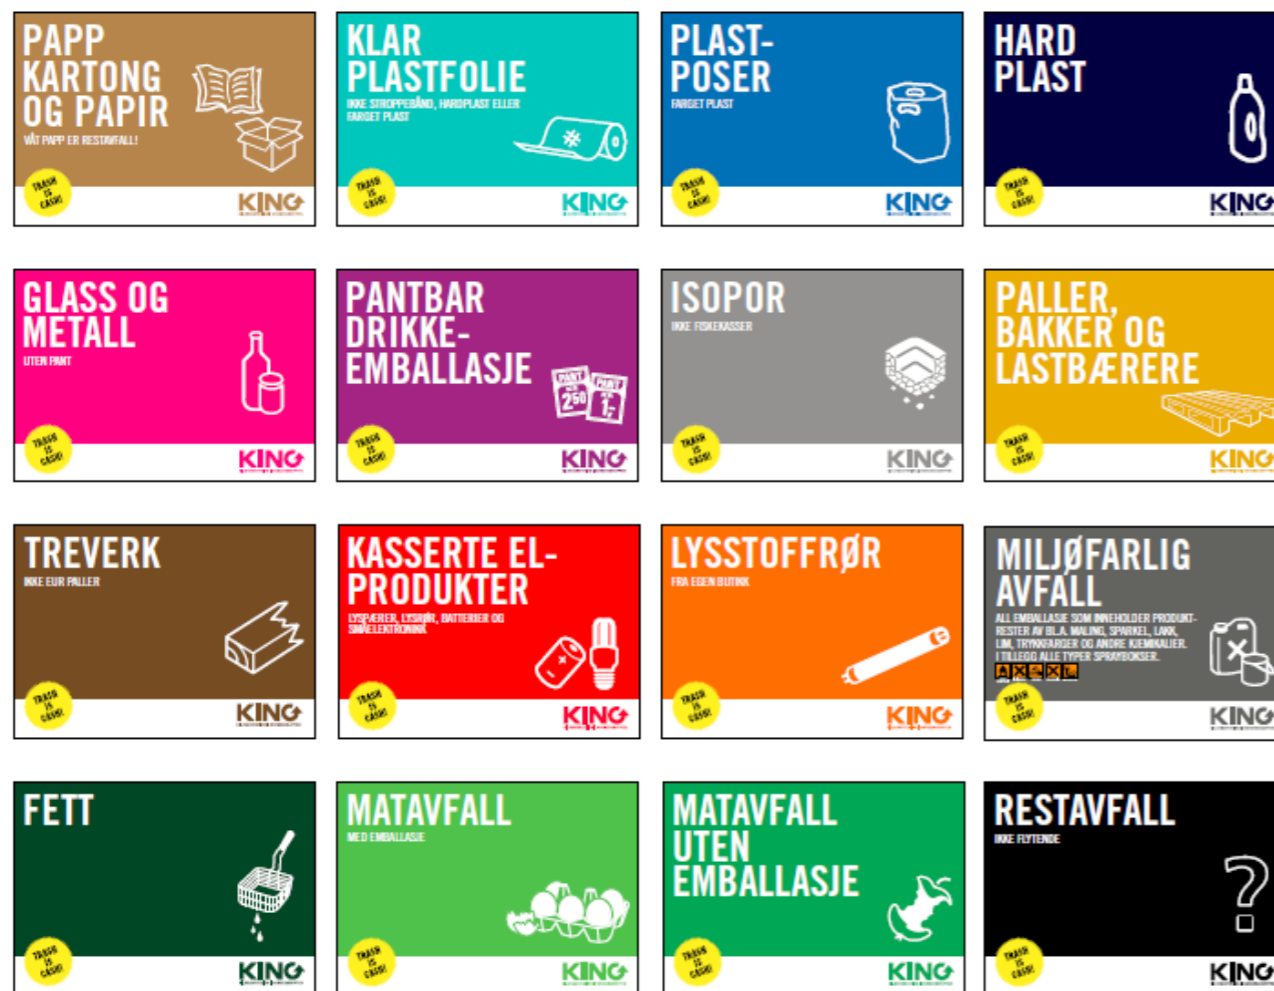 PAPP
KARTONG
OG PAPIR
VÅT PAPP ER RESTAVFALL!
TRASH
IS
CASH!
KING
KLAR
PLASTFOLIE
IKKE STROPPEBÅND, HARDPLAST ELLER
FARGET PLAST
TRASH
IS
CASH!
KING
PLAST-
POSER
FARGET PLAST
TRASH
IS
CASH!
KING
HARD
PLAST
TRASH
IS
CASH!
KING
GLASS OG
METALL
UTEN PANT
TRASH
IS
CASH!
KING
PANTBAR
DRIKKE-
EMBALLASJE
PANT
250
PANT
1,-
TRASH
IS
CASH!
KING
ISOPOR
IKKE FISKEKASSER
TRASH
IS
CASH!
KING
PALLER,
BAKKER OG
LASTBÆRERE
TRASH
IS
CASH!
KING
TREVERK
IKKE EUR PALLER
TRASH
IS
CASH!
KING
KASSERTE EL-
PRODUKTER
LYSPÆRER, LYSRØR, BATTERIER OG
SMÅELEKTRONIKK
TRASH
IS
CASH!
KING
LYSSTOFFRØR
FRA EGEN BUTIKK
TRASH
IS
CASH!
KING
MILJØFARLIG
AVFALL
ALL EMBALLASJE SOM INNEHOLDER PRODUKT-
RESTER AV BL.A. MALING, SPARKEL, LAKK,
LIM, TRYKKFARGER OG ANDRE KJEMIKALIER.
I TILLEGG ALLE TYPER SPRAYBOKSER.
TRASH
IS
CASH!
KING
FETT
TRASH
IS
CASH!
KING
MATAVFALL
MED EMBALLASJE
TRASH
IS
CASH!
KING
MATAVFALL
UTEN
EMBALLASJE
TRASH
IS
CASH!
KING
RESTAVFALL
IKKE FLYTENDE
?
TRASH
IS
CASH!
KING